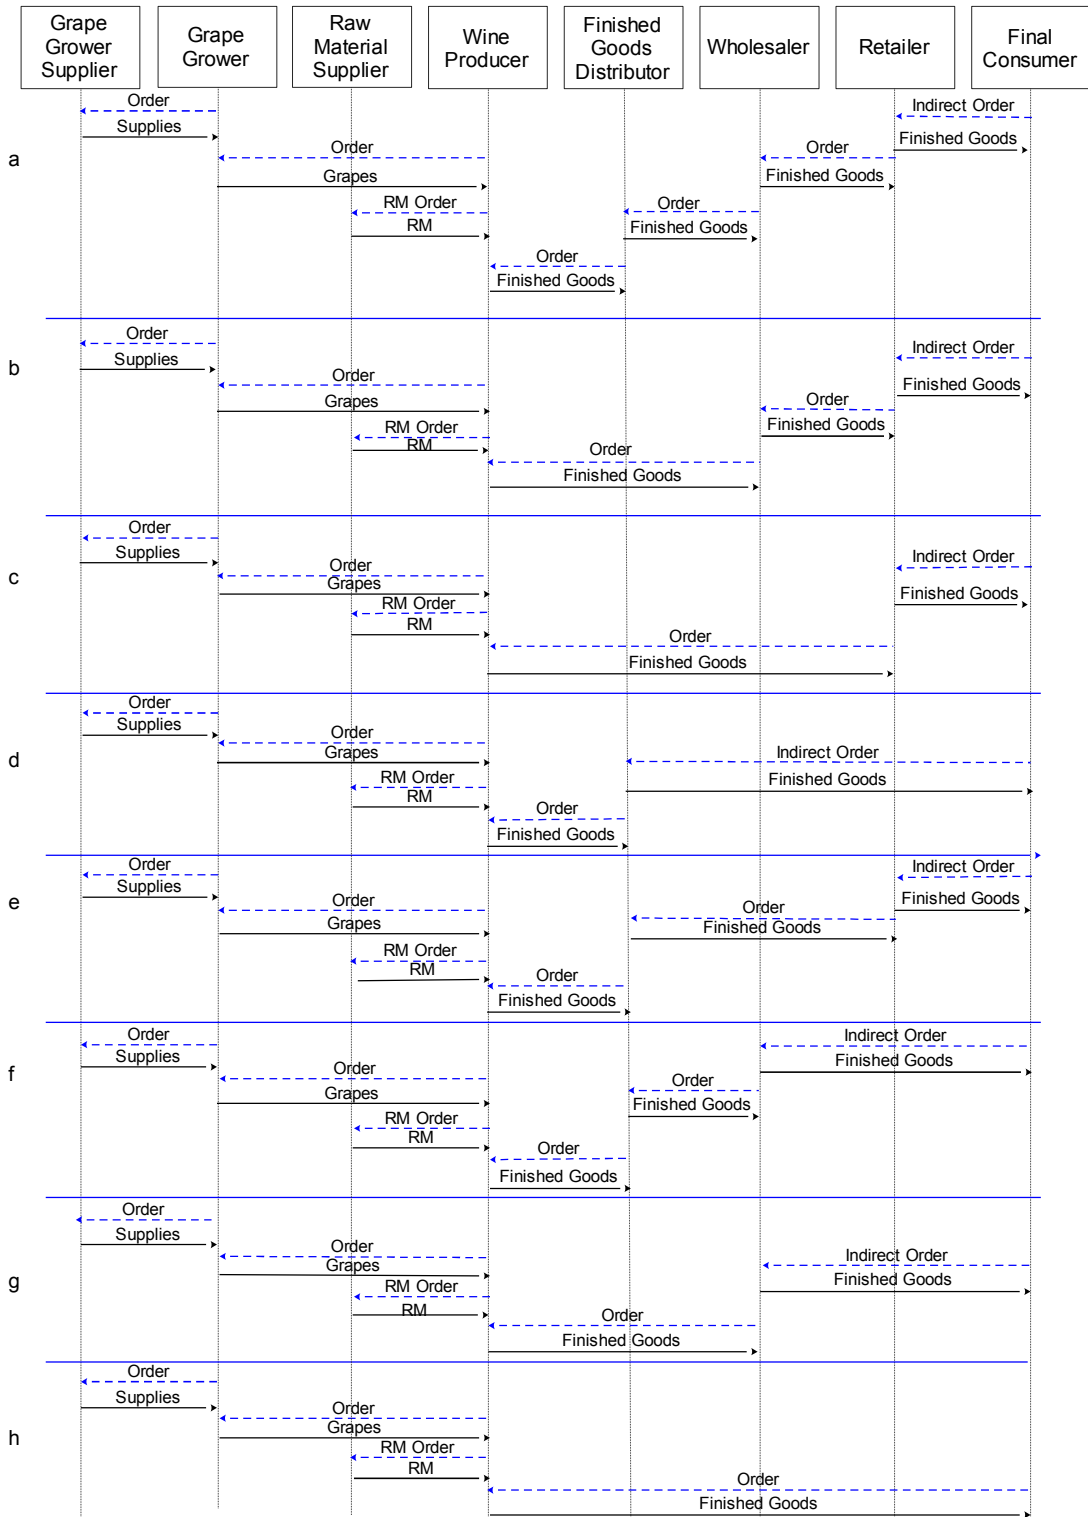 Grape
Grower
Supplier
Grape
Grower
Raw
Material
Supplier
Wine
Producer
Finished
Goods
Distributor
Wholesaler
Retailer
Final
Consumer
a
Order
Supplies
Order
Grapes
RM Order
RM
Order
Finished Goods
Order
Finished Goods
Order
Finished Goods
Indirect Order
Finished Goods
b
Order
Supplies
Order
Grapes
RM Order
RM
Order
Finished Goods
Order
Finished Goods
Indirect Order
Finished Goods
c
Order
Supplies
Order
Grapes
RM Order
RM
Order
Finished Goods
Indirect Order
Finished Goods
d
Order
Supplies
Order
Grapes
RM Order
RM
Order
Finished Goods
Indirect Order
Finished Goods
e
Order
Supplies
Order
Grapes
RM Order
RM
Order
Finished Goods
Order
Finished Goods
Indirect Order
Finished Goods
f
Order
Supplies
Order
Grapes
RM Order
RM
Order
Finished Goods
Order
Finished Goods
Indirect Order
Finished Goods
g
Order
Supplies
Order
Grapes
RM Order
RM
Order
Finished Goods
Indirect Order
Finished Goods
h
Order
Supplies
Order
Grapes
RM Order
RM
Order
Finished Goods